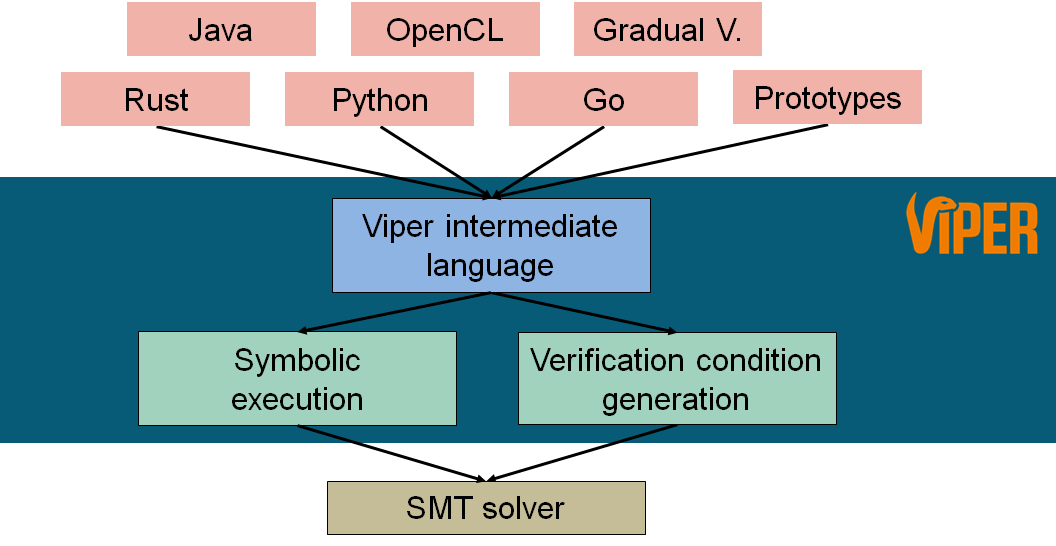 Java
OpenCL
Gradual V.
Rust
Python
Go
Prototypes
Viper intermediate
language
VIPER
Symbolic
execution
Verification condition
generation
SMT solver